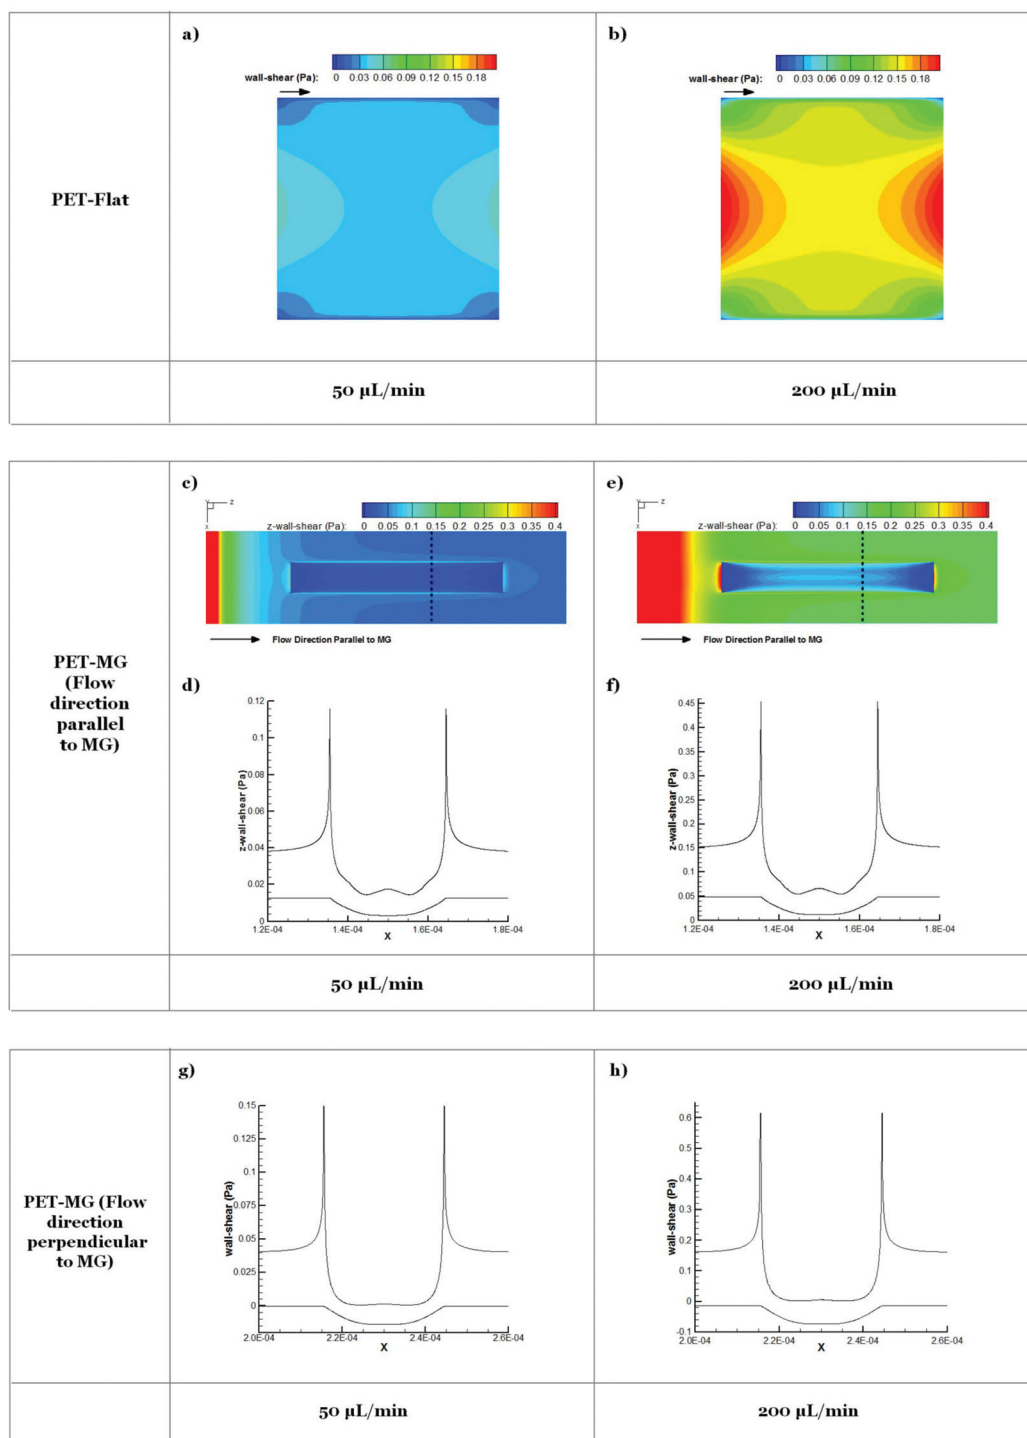 a)
wall-shear (Pa):
0 0.03 0.06 0.09 0.12 0.15 0.18
b)
wall-shear (Pa):
0 0.03 0.06 0.09 0.12 0.15 0.18
PET-Flat
50 µL/min
200 µL/min
c)
Y Z
X
z-wall-shear (Pa):
0 0.05 0.1 0.15 0.2 0.25 0.3 0.35 0.4
Flow Direction Parallel to MG
e)
Y Z
X
z-wall-shear (Pa):
0 0.05 0.1 0.15 0.2 0.25 0.3 0.35 0.4
Flow Direction Parallel to MG
PET-MG
(Flow
direction
parallel
to MG)
d)
z-wall-shear (Pa)
0.12
0.1
0.08
0.06
0.04
0.02
0
1.2E-04 1.4E-04 1.6E-04 1.8E-04
X
f)
z-wall-shear (Pa)
0.45
0.4
0.35
0.3
0.25
0.2
0.15
0.1
0.05
0
1.2E-04 1.4E-04 1.6E-04 1.8E-04
X
50 µL/min
200 µL/min
PET-MG (Flow
direction
perpendicular
to MG)
g)
wall-shear (Pa)
0.15
0.125
0.1
0.075
0.05
0.025
0
2.0E-04 2.2E-04 2.4E-04 2.6E-04
X
h)
wall-shear (Pa)
0.6
0.5
0.4
0.3
0.2
0.1
0
-0.1
2.0E-04 2.2E-04 2.4E-04 2.6E-04
X
50 µL/min
200 µL/min